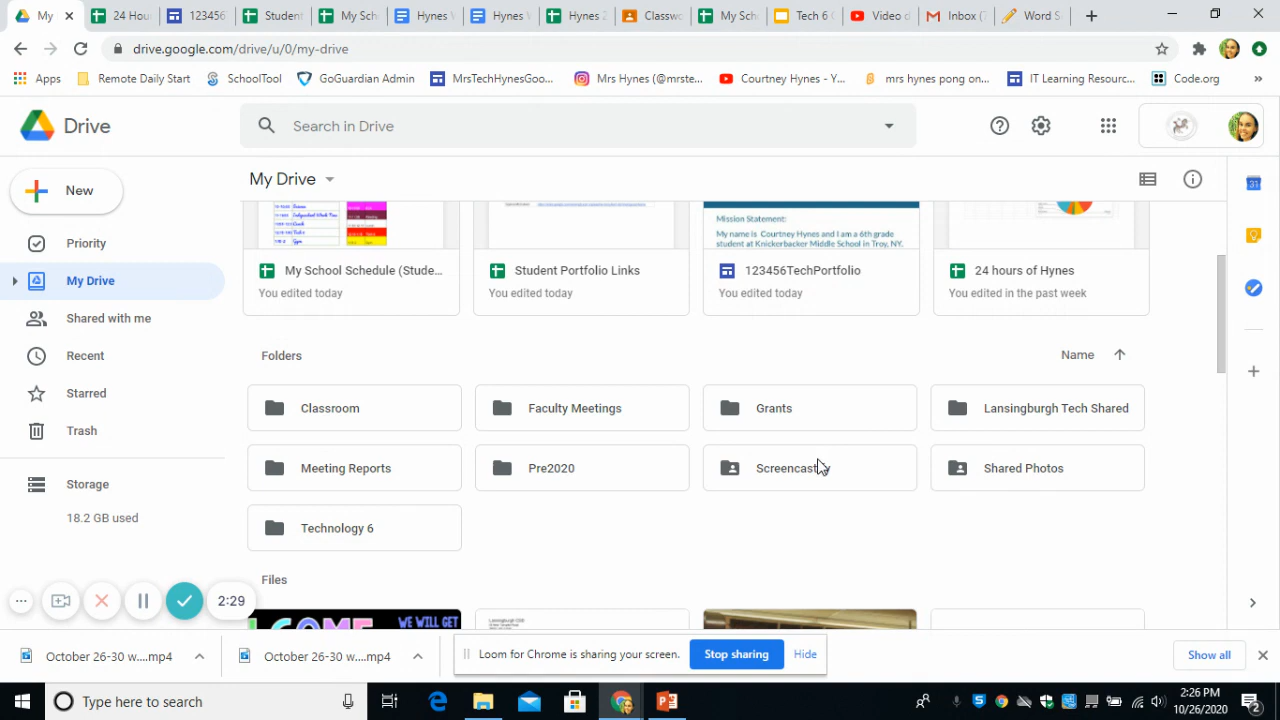 My
24 Hour
123456
Student
My Sch
Hynes W
Hynes V
Hynes 2
Classwo
My Sch
Tech 6
Video d
Inbox (
Word S
drive.google.com/drive/u/0/my-drive
Apps
Remote Daily Start
SchoolTool
GoGuardian Admin
MrsTechHynesGoo...
Mrs Hynes (@mrste...
Courtney Hynes - Y...
mrs hynes pong on...
IT Learning Resourc...
Code.org
»
Drive
Search in Drive
New
My Drive
Priority
My Drive
Shared with me
Recent
Starred
Trash
Storage
18.2 GB used
Mission Statement:
My name is Courtney Hynes and I am a 6th grade
student at Knickerbacker Middle School in Troy, NY.
My School Schedule (Stude...
You edited today
Student Portfolio Links
You edited today
123456TechPortfolio
You edited today
24 hours of Hynes
You edited in the past week
Folders
Name
Classroom
Faculty Meetings
Grants
Lansingburgh Tech Shared
Meeting Reports
Pre2020
Screencastify
Shared Photos
Technology 6
Files
WE WILL GET
31
2:29
October 26-30 w....mp4
October 26-30 w....mp4
Loom for Chrome is sharing your screen.
Stop sharing
Hide
Show all
Type here to search
2:26 PM
10/26/2020
2